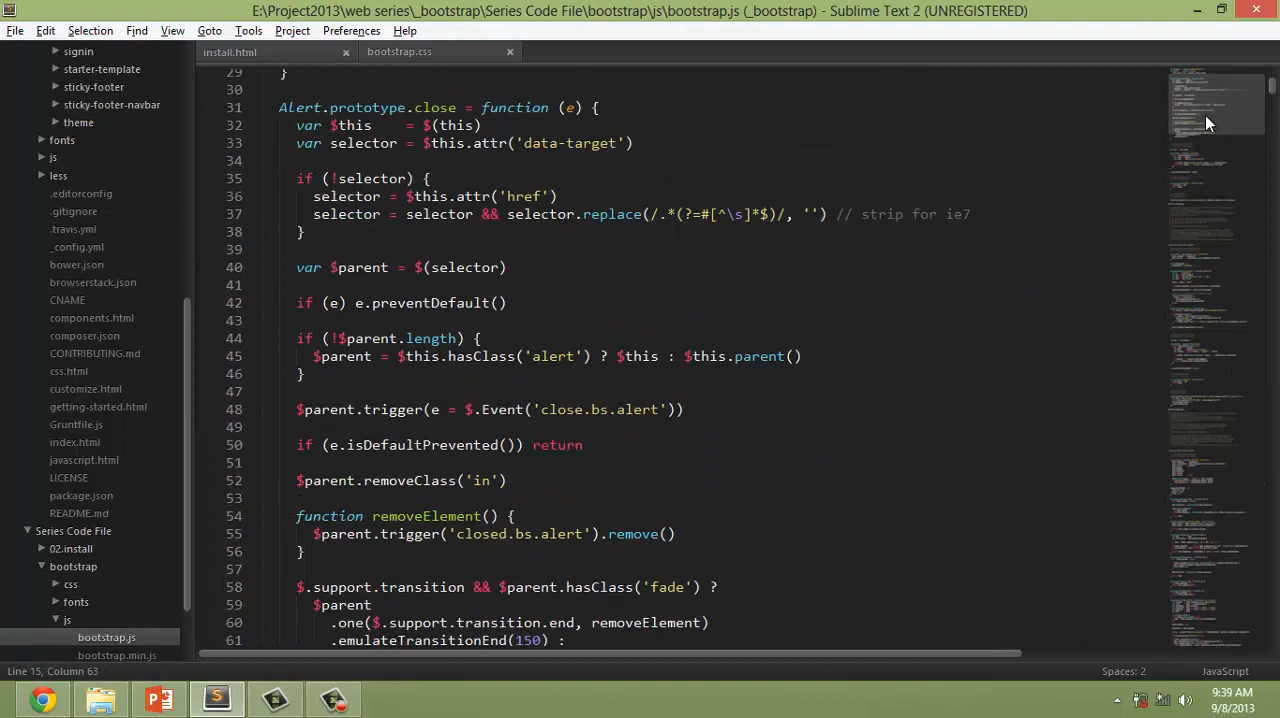 E:\Project2013\web series\_bootstrap\Series Code File\bootstrap\js\bootstrap.js (_bootstrap) - Sublime Text 2 (UNREGISTERED)
File Edit Selection Find View Goto Tools Project Preferences Help
signin
starter-template
sticky-footer
sticky-footer-navbar
theme
fonts
js
less
.editorconfig
.gitignore
.travis.yml
_config.yml
bower.json
browserstack.json
CNAME
components.html
composer.json
CONTRIBUTING.md
css.html
customize.html
getting-started.html
Gruntfile.js
index.html
javascript.html
LICENSE
package.json
README.md
Series Code File
02.install
bootstrap
css
fonts
js
bootstrap.js
bootstrap.min.js
install.html
bootstrap.css
29 }
30
31 Alert.prototype.close function (e) {
32 var $this = $(thi
33 var selector = $this. ('data-target')
34
35 if (!selector) {
36 selector = $this. ('href')
37 selector = selector && selector.replace(/.*(?=#[^\s]*$)/, '') // strip for ie7
38 }
39
40 var $parent = $(selector)
41
42 if (e) e.preventDefault()
43
44 if (!$parent.length)
45 $parent = $this. ('alert') ? $this : $this.parent()
46 }
47
48 $parent.trigger(e = ('close.bs.alert'))
49
50 if (e.isDefaultPrevented()) return
51
52 $parent.removeClass('in')
53
54 function removeElement()
55 $parent.trigger('closed.bs.alert').remove()
56 }
57
58 $.support.transition $parent.hasClass('fade') ?
59 $parent
60 .one($.support.transition.end, removeElement)
61 .emulateTransitionEnd(150)
Line 15, Column 63
Spaces: 2
JavaScript
9:39 AM
9/8/2013